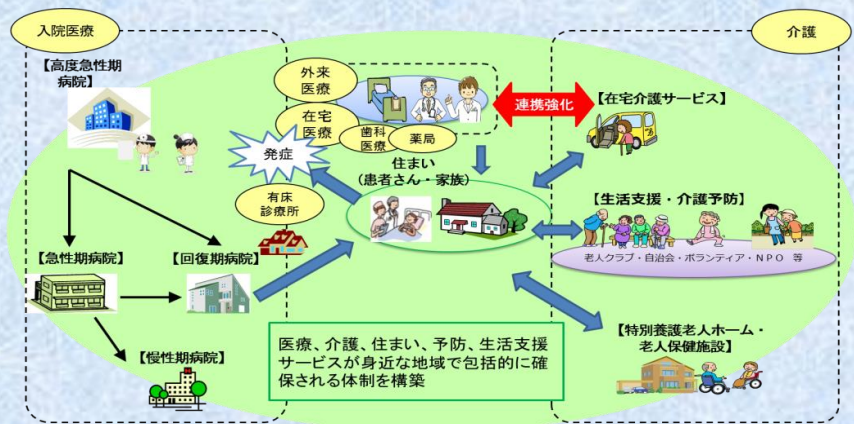 入院医療
介護
【高度急性期
病院】
外来
医療
在宅
医療
歯科
医療
薬局
連携強化
【在宅介護サービス】
発症
住まい
(患者さん・家族)
有床
診療所
【生活支援・介護予防】
老人クラブ・自治会・ボランティア・NPO 等
【急性期病院】
【回復期病院】
【慢性期病院】
医療、介護、住まい、予防、生活支援
サービスが身近な地域で包括的に確
保される体制を構築
【特別養護老人ホーム・
老人保健施設】